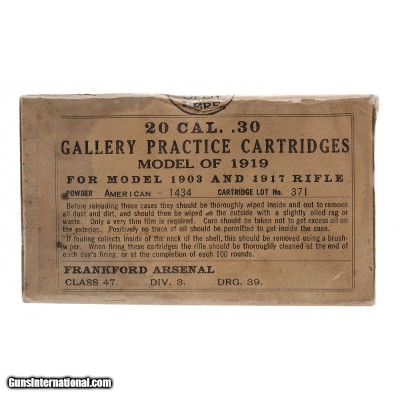 OPEN
HERE
20 CAL. .30
GALLERY PRACTICE CARTRIDGES
MODEL OF 1919
FOR MODEL 1903 AND 1917 RIFLE
POWDER AMERICAN - 1434 CARTRIDGE LOT No. 371
Before reloading these cases they should be thoroughly wiped inside and out to remove
all dust and dirt, and should then be wiped on the outside with a slightly oiled rag or
waste. Only a very thin film is required. Care should be taken not to get excess oil on
the exterior. Positively no trace of oil should be permitted to get inside the case.
If fouling collects inside of the neck of the shell, this should be removed using a brush-
wiper. When firing these cartridges the rifle should be thoroughly cleaned at the end of
each day's firing, or at the completion of each 100 rounds.
FRANKFORD ARSENAL
CLASS 47. DIV. 3. DRG. 39.
GunsInternational.com